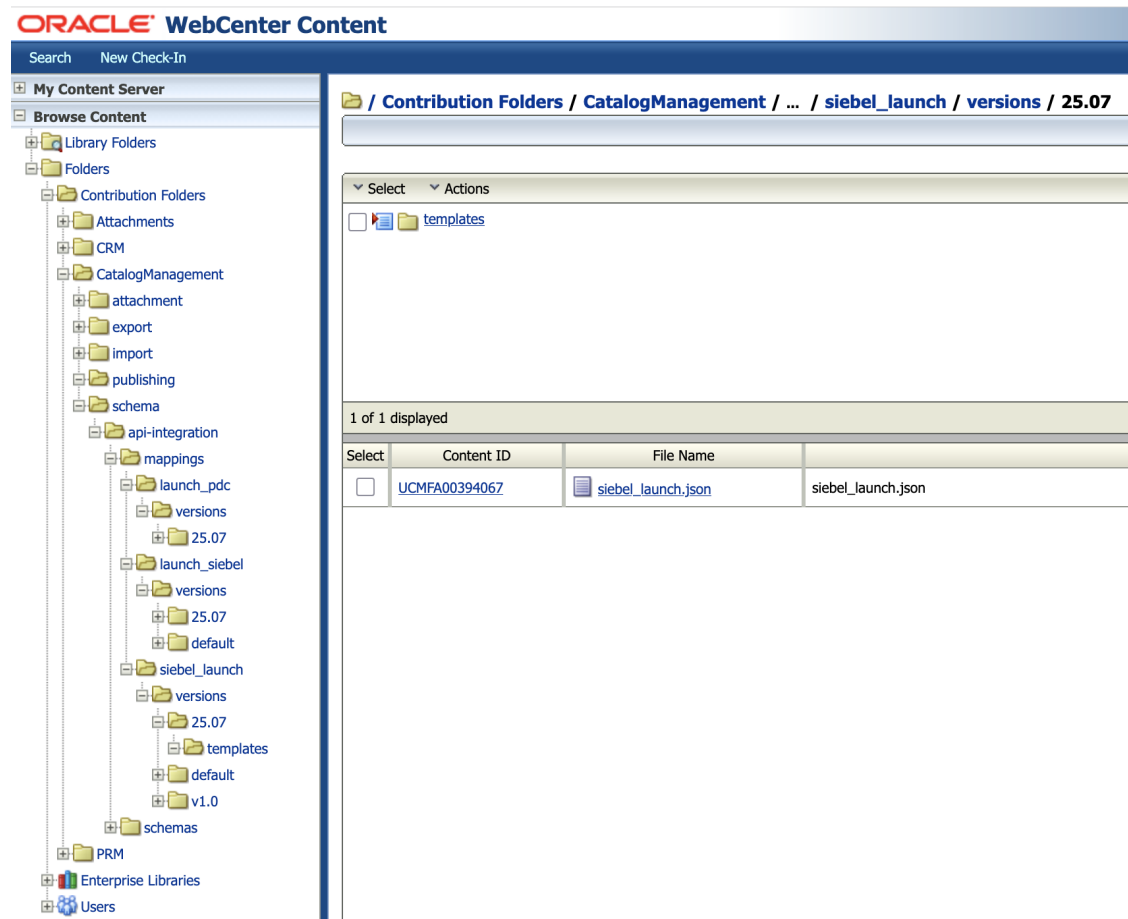 ORACLE WebCenter Content
Search New Check-In
My Content Server
Browse Content
Library Folders
Folders
Contribution Folders
Attachments
CRM
CatalogManagement
attachment
export
import
publishing
schema
api-integration
mappings
launch_pdc
versions
25.07
launch_siebel
versions
25.07
default
siebel_launch
versions
25.07
templates
default
v1.0
schemas
PRM
Enterprise Libraries
Users
/ Contribution Folders / CatalogManagement / ... / siebel_launch / versions / 25.07
Select Actions
templates
1 of 1 displayed
Select Content ID File Name
UCMFA00394067 siebel_launch.json siebel_launch.json